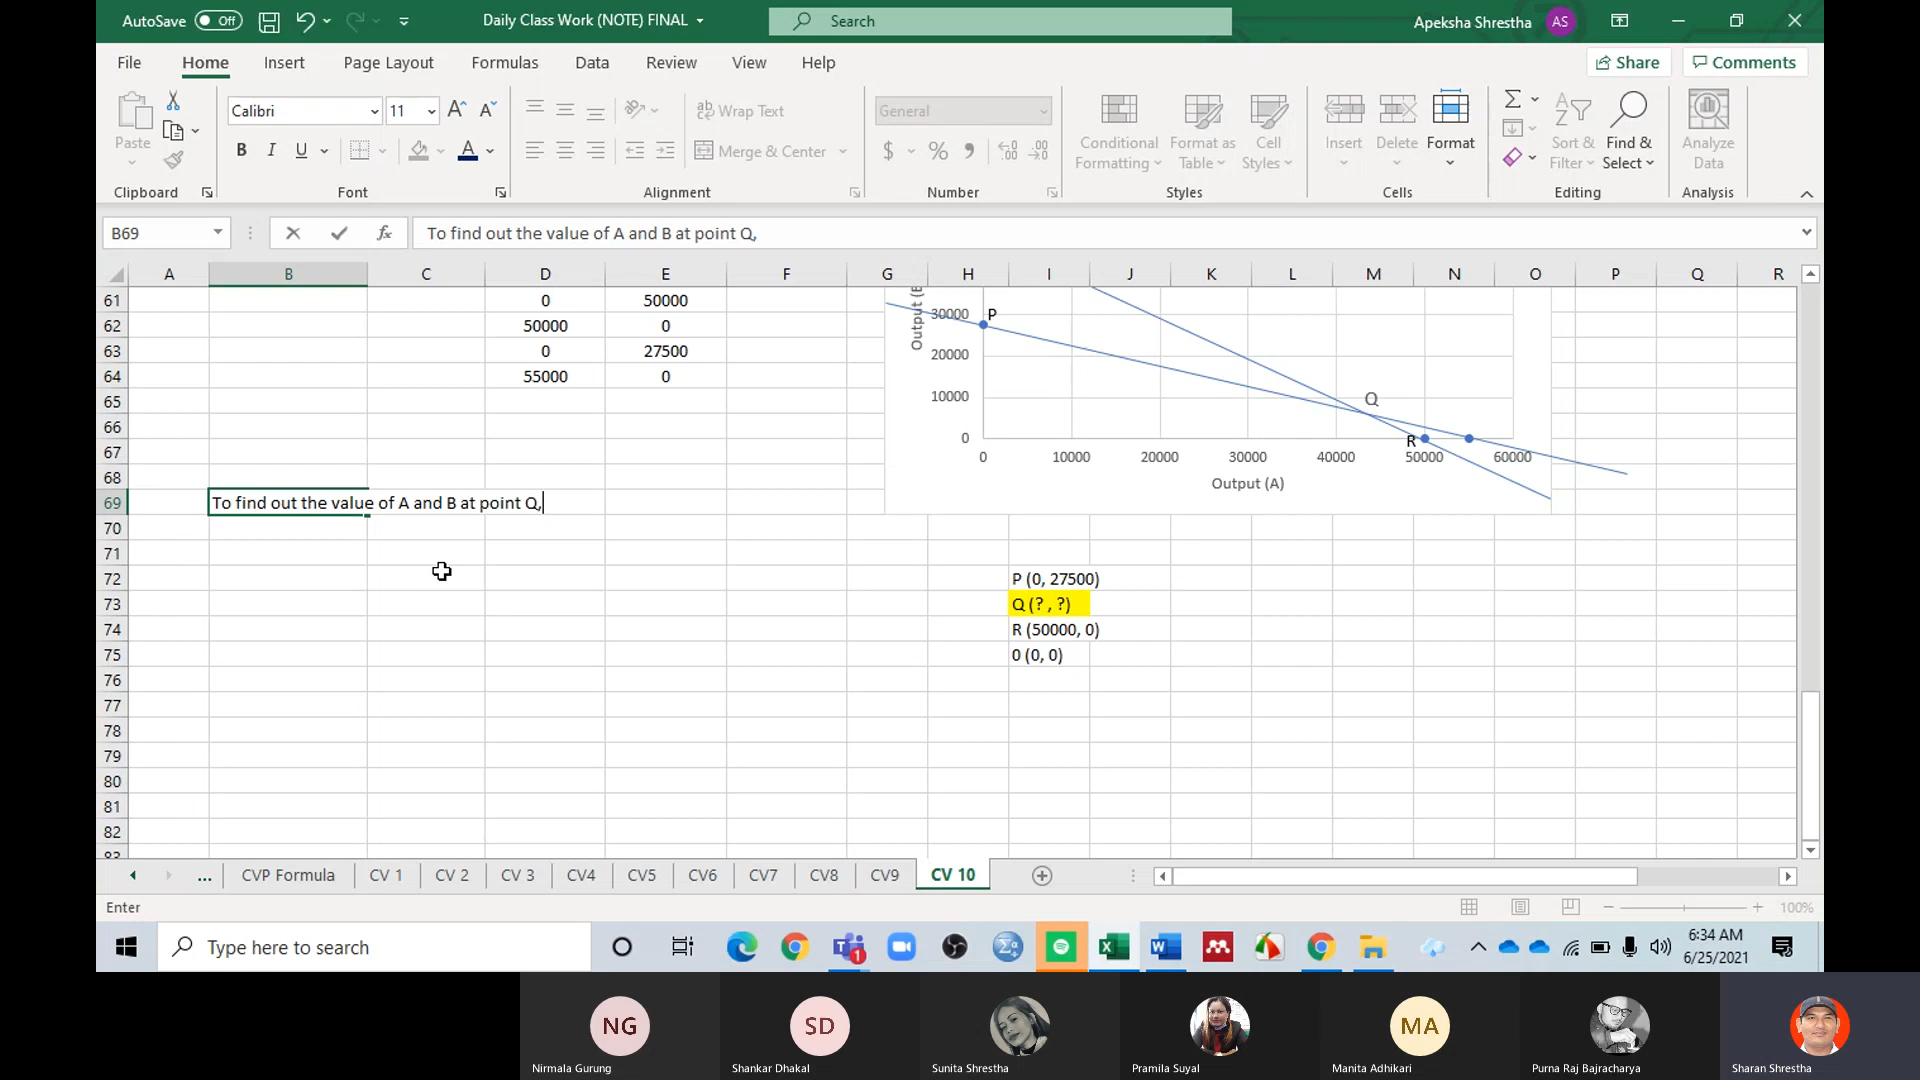 AutoSave Off Daily Class Work (NOTE) FINAL Search Apeksha Shrestha AS
File Home Insert Page Layout Formulas Data Review View Help Share Comments
Paste Calibri 11 Wrap Text General Conditional Format as Cell Insert Delete Format Sort & Find & Analyze
B I U Merge & Center $ % Formatting Table Styles Filter Select Data
Clipboard Font Alignment Number Styles Cells Editing Analysis
B69 fx To find out the value of A and B at point Q,
A B C D E F G H I J K L M N O P Q R
61 0 50000
62 50000 0
63 0 27500
64 55000 0
65
66
67
68
69 To find out the value of A and B at point Q,
70
71
72 P (0, 27500)
73 Q (? , ?)
74 R (50000, 0)
75 0 (0, 0)
76
77
78
79
80
81
82
83
Output (B
30000 P
20000
10000 Q
0 R
0 10000 20000 30000 40000 50000 60000
Output (A)
... CVP Formula CV 1 CV 2 CV 3 CV4 CV5 CV6 CV7 CV8 CV9 CV 10
Enter 100%
Type here to search 1 6:34 AM
6/25/2021
NG SD MA
Nirmala Gurung Shankar Dhakal Sunita Shrestha Pramila Suyal Manita Adhikari Purna Raj Bajracharya Sharan Shrestha